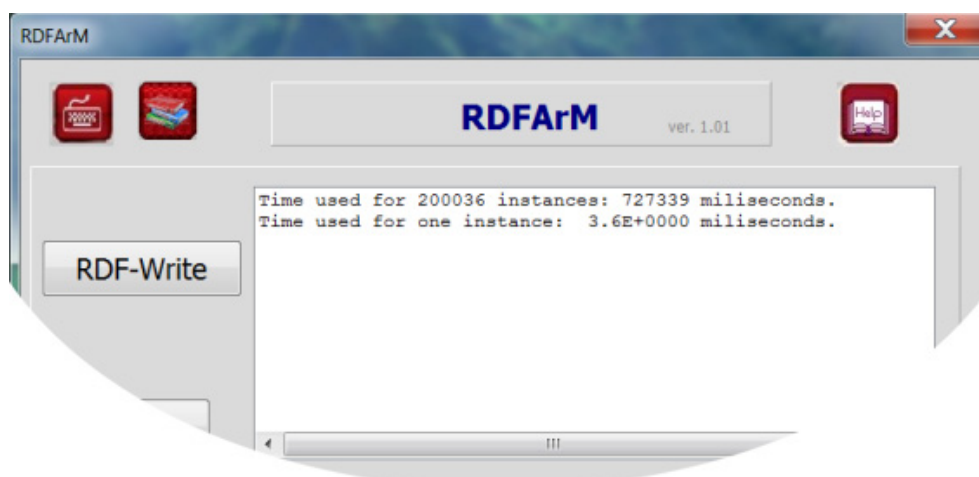 RDFArM
RDFArM ver. 1.01
Help
Time used for 200036 instances: 727339 miliseconds.
Time used for one instance:  3.6E+0000 miliseconds.
RDF-Write